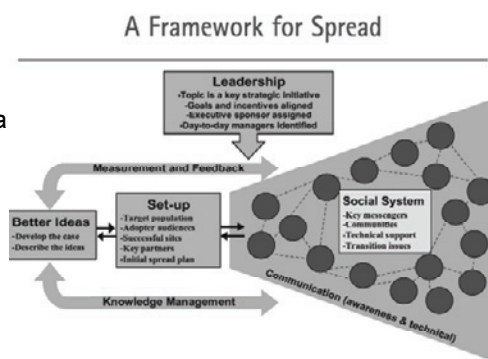 A Framework for Spread
Leadership
-Topic is a key strategic Initiative
-Goals and incentives aligned
-Executive sponsor assigned
-Day-to-day managers identified
a
Measurement and Feedback
Better Ideas
-Develop the case
-Describe the ideas
Set-up
-Target population
-Adopter audiences
-Successful sites
-Key partners
-Initial spread plan
Social System
-Key messengers
-Communities
-Technical support
-Transition issues
Knowledge Management
Communication (awareness & technical)